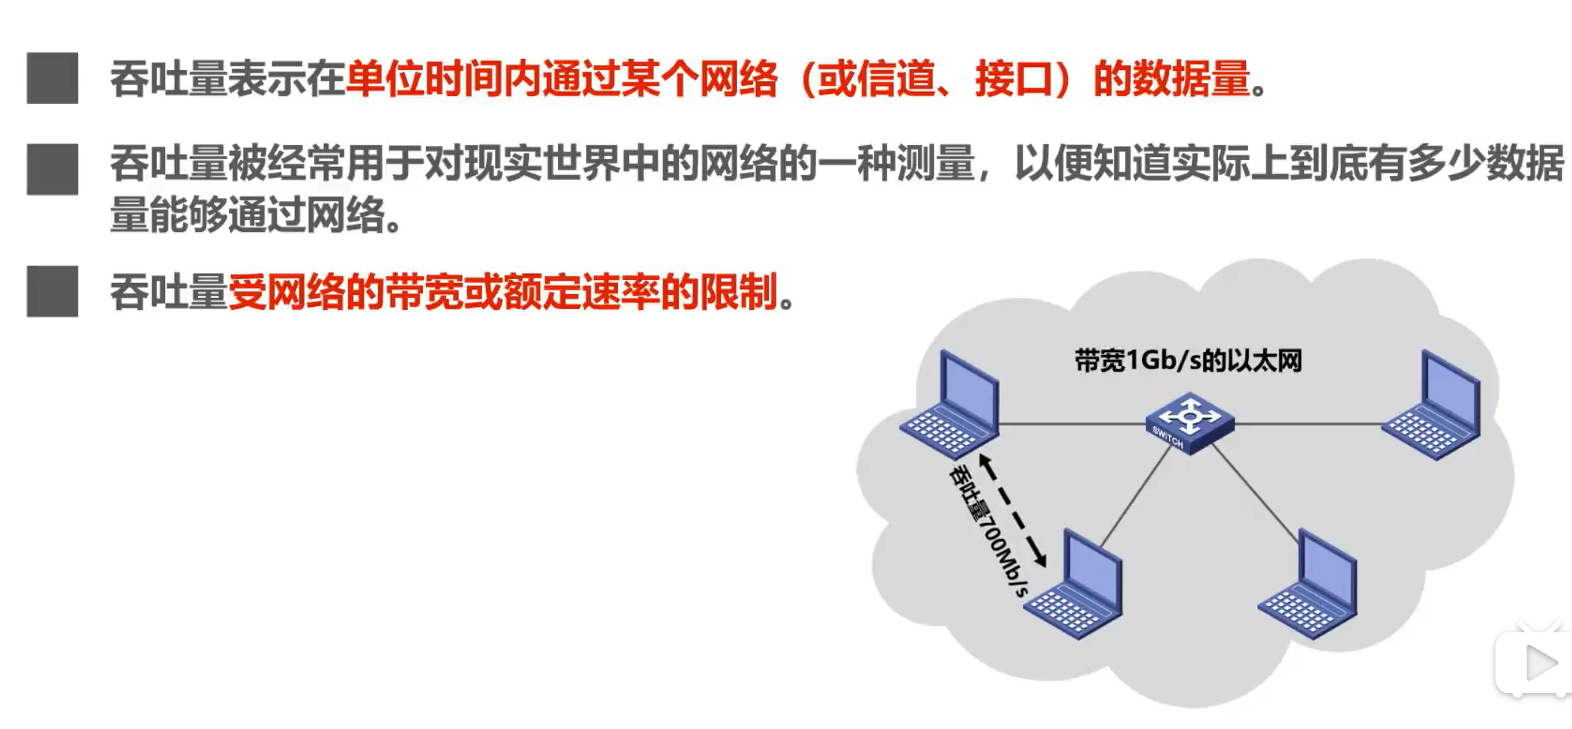 吞吐量表示在单位时间内通过某个网络（或信道、接口）的数据量。
吞吐量被经常用于对现实世界中的网络的一种测量，以便知道实际上到底有多少数据
量能够通过网络。
吞吐量受网络的带宽或额定速率的限制。
带宽1Gb/s的以太网
SWITCH
吞吐量700Mb/s